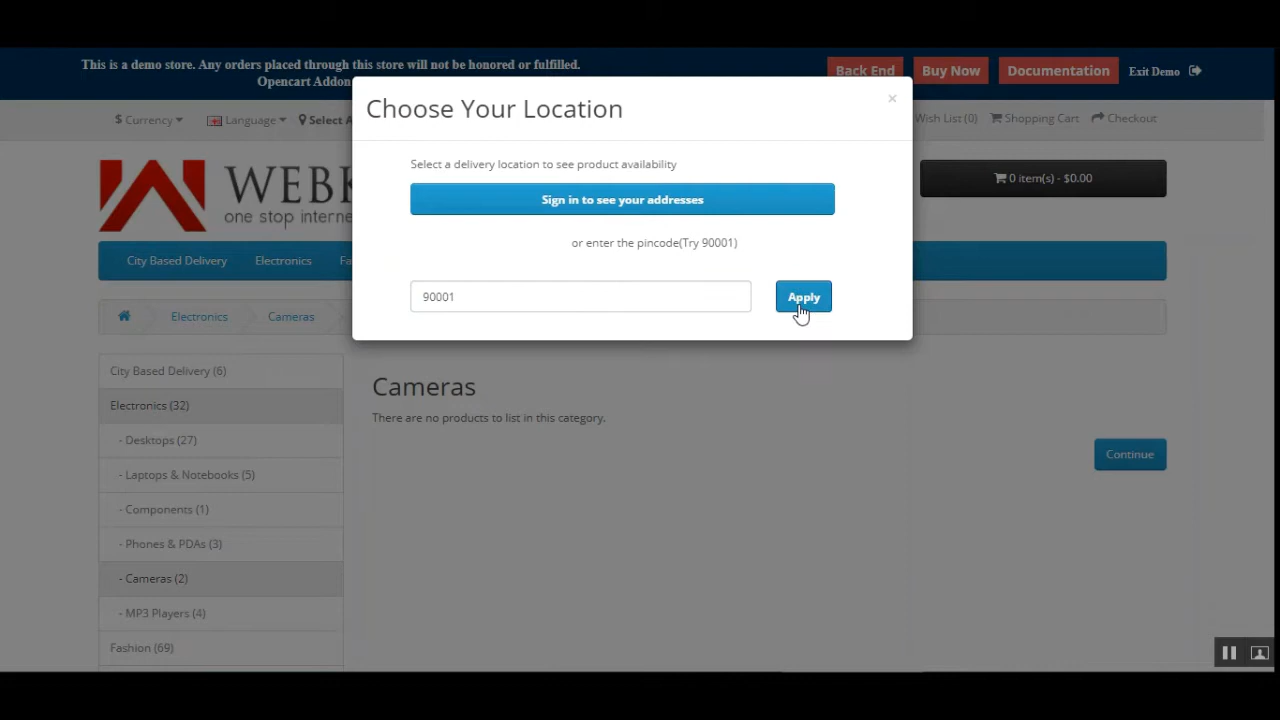 This is a demo store. Any orders placed through this store will not be honored or fulfilled.
Opencart Addon
Back End
Buy Now
Documentation
Exit Demo
$ Currency
Language
Select A
Wish List (0)
Shopping Cart
Checkout
WEBK
one stop interne
0 item(s) - $0.00
Choose Your Location
×
Select a delivery location to see product availability
Sign in to see your addresses
or enter the pincode(Try 90001)
90001
Apply
City Based Delivery
Electronics
Fa
Electronics
Cameras
City Based Delivery (6)
Electronics (32)
- Desktops (27)
- Laptops & Notebooks (5)
- Components (1)
- Phones & PDAs (3)
- Cameras (2)
- MP3 Players (4)
Fashion (69)
Cameras
There are no products to list in this category.
Continue